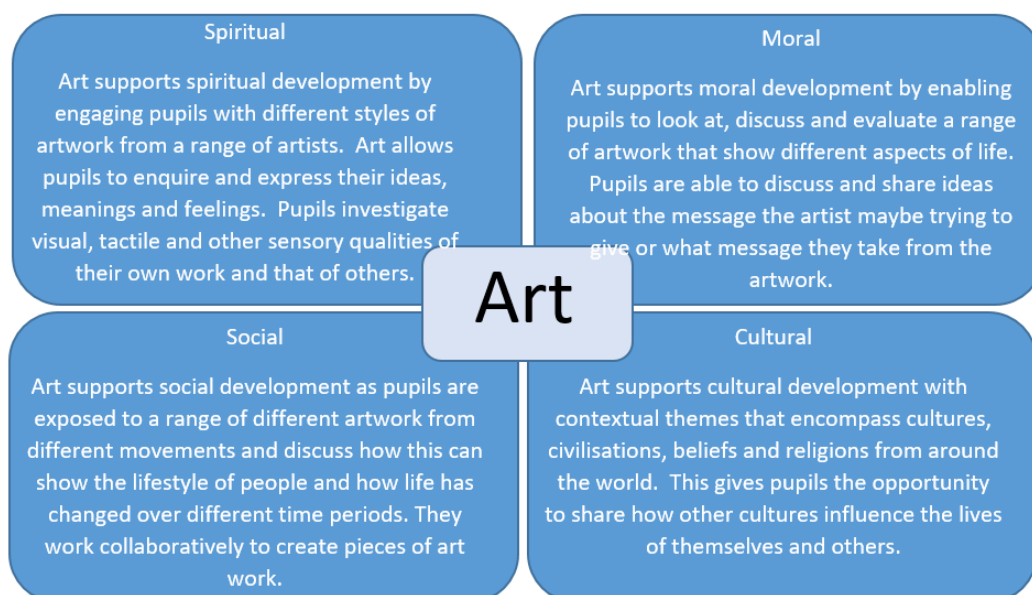 Spiritual
Art supports spiritual development by
engaging pupils with different styles of
artwork from a range of artists.  Art allows
pupils to enquire and express their ideas,
meanings and feelings.  Pupils investigate
visual, tactile and other sensory qualities of
their own work and that of others.
Moral
Art supports moral development by enabling
pupils to look at, discuss and evaluate a range
of artwork that show different aspects of life.
Pupils are able to discuss and share ideas
about the message the artist maybe trying to
give or what message they take from the
artwork.
Art
Social
Art supports social development as pupils are
exposed to a range of different artwork from
different movements and discuss how this can
show the lifestyle of people and how life has
changed over different time periods. They
work collaboratively to create pieces of art
work.
Cultural
Art supports cultural development with
contextual themes that encompass cultures,
civilisations, beliefs and religions from around
the world.  This gives pupils the opportunity
to share how other cultures influence the lives
of themselves and others.